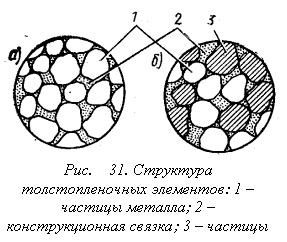 1 2 3
а) б)
Рис. 31. Структура
толстопленочных элементов: 1 –
частицы металла; 2 –
конструкционная связка; 3 – частицы